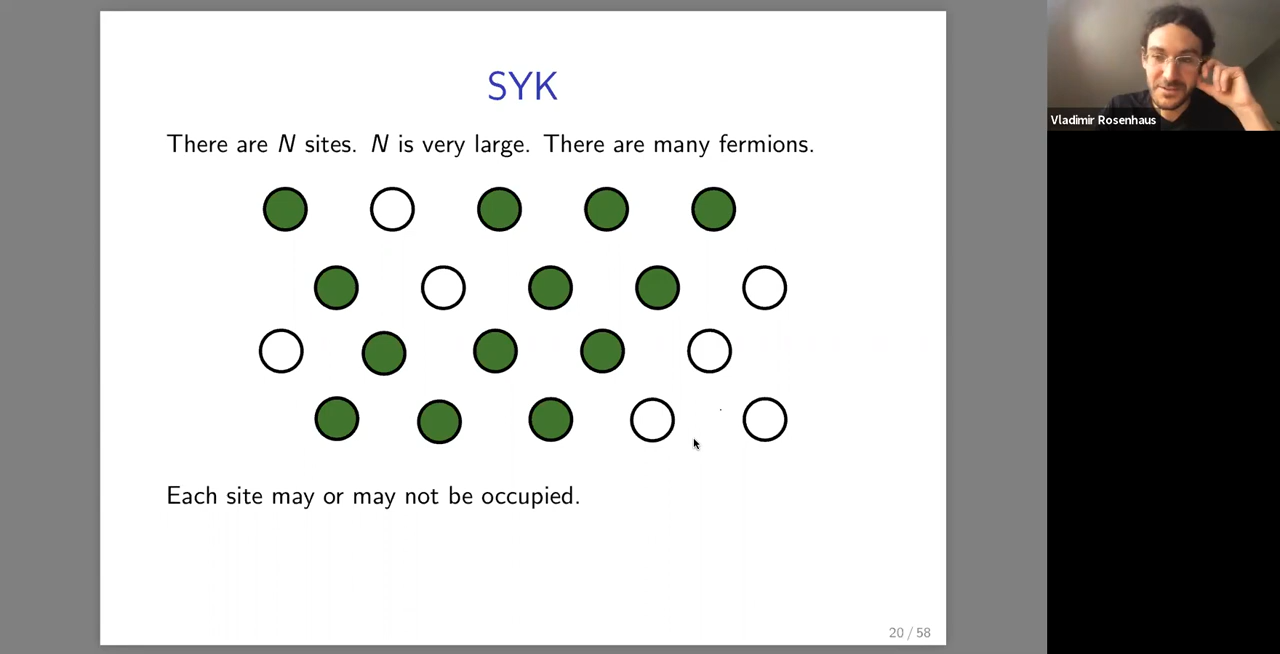 SYK
There are N sites. N is very large. There are many fermions.
Each site may or may not be occupied.
20 / 58
Vladimir Rosenhaus